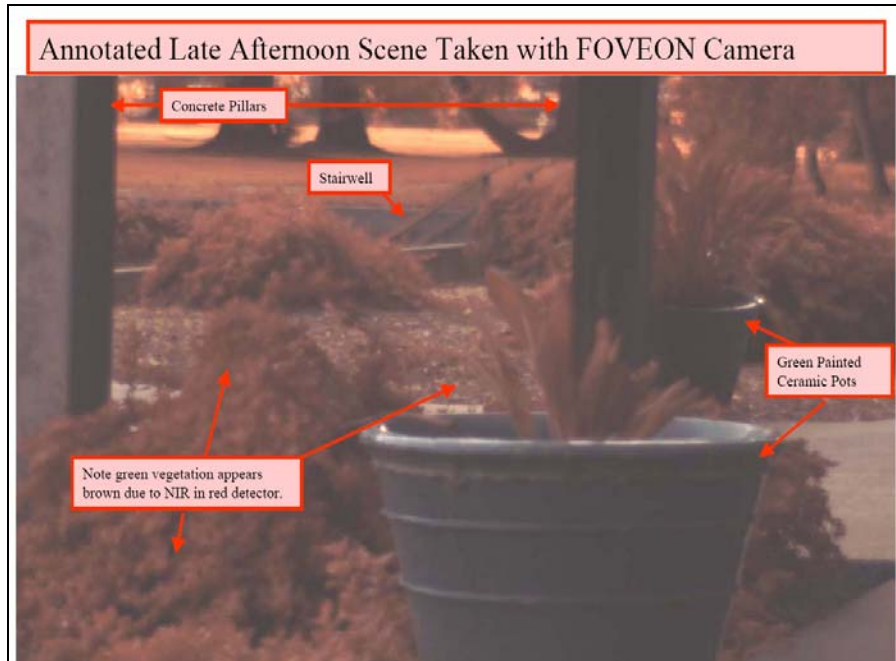 Annotated Late Afternoon Scene Taken with FOVEON Camera
Concrete Pillars
Stairwell
Green Painted
Ceramic Pots
Note green vegetation appears
brown due to NIR in red detector.